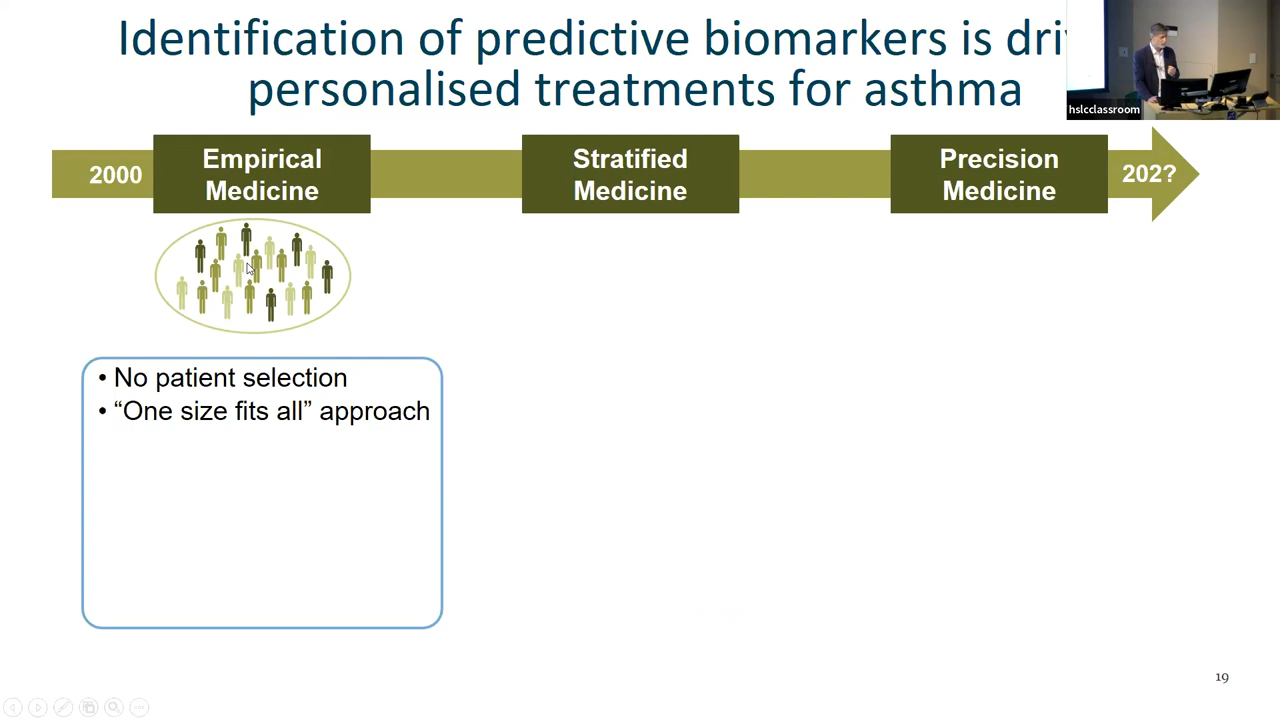 Identification of predictive biomarkers is
personalised treatments for asthma
hslcclassroom
2000
Empirical
Medicine
Stratified
Medicine
Precision
Medicine
202?
• No patient selection
• “One size fits all” approach
19